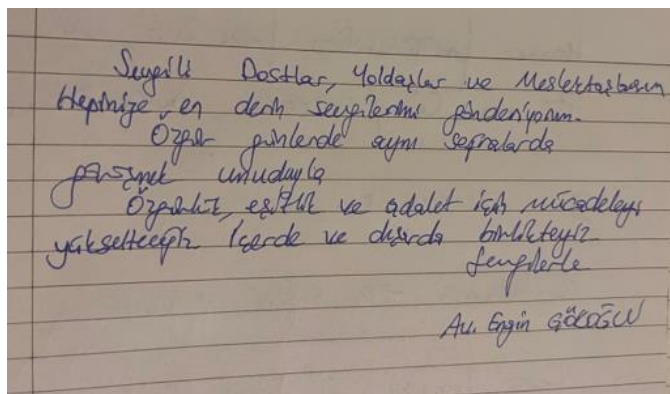 Sevgili Dostlar, Yoldaşlar ve Meslektaşlarım
Hepinize en derin sevgilerimi gönderiyorum.
Özgür günlerde aynı sofralarda
görüşmek umuduyla
Özgürlük, eşitlik ve adalet için mücadeleyi
yükselteceğiz İçerde ve dışarda birlikteyiz
Sevgilerle
Av. Engin GÖKOĞLU